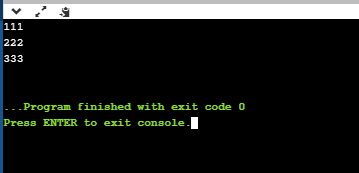 111
222
333
...Program finished with exit code 0
Press ENTER to exit console.